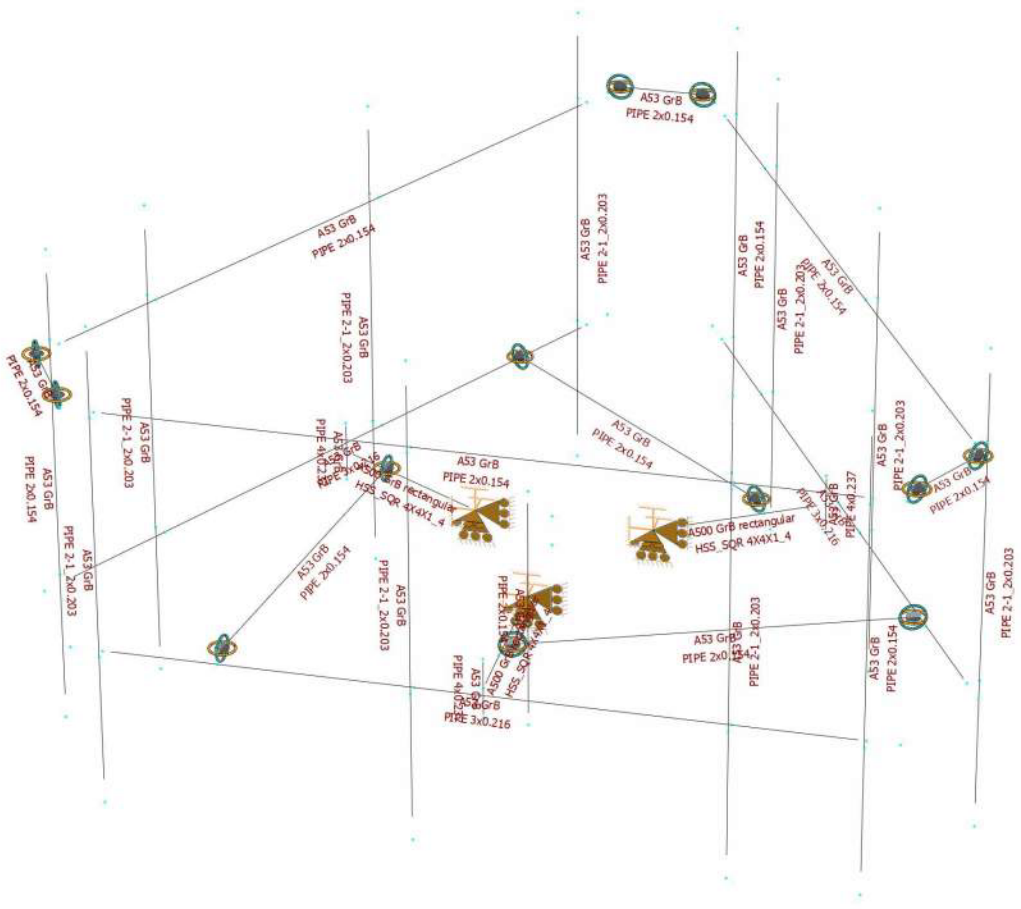 A53 GrB
PIPE 2x0.154
A53 GrB
PIPE 2x0.154
A53 GrB
PIPE 2-1_2x0.203
A53 GrB
PIPE 2x0.154
A53 GrB
PIPE 2-1_2x0.203
A53 GrB
PIPE 2x0.154
A53 GrB
PIPE 2-1_2x0.203
A53 GrB
PIPE 2x0.154
A53 GrB
PIPE 2-1_2x0.203
A53 GrB
PIPE 2-1_2x0.203
A53 GrB
PIPE 2x0.154
A53 GrB
PIPE 2x0.154
A53 GrB
PIPE 2x0.154
A53 GrB
PIPE 2x0.154
A53 GrB
PIPE 4x0.237
PIPE 3x0.216
A500 GrB rectangular
HSS_SQR 4X4X1_4
A500 GrB rectangular
HSS_SQR 4X4X1_4
A53 GrB
PIPE 2-1_2x0.203
A53 GrB
PIPE 2x0.154
A53 GrB
PIPE 2-1_2x0.203
A53 GrB
PIPE 2-1_2x0.203
A53 GrB
PIPE 2x0.154
A53 GrB
PIPE 2-1_2x0.203
A53 GrB
PIPE 2x0.154
A53 GrB
PIPE 3x0.216